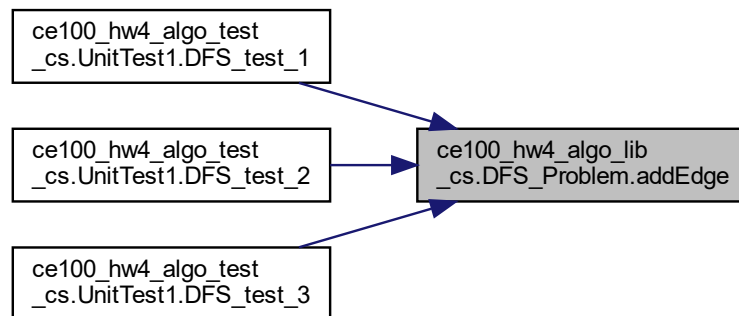 ce100_hw4_algo_test
_cs.UnitTest1.DFS_test_1
ce100_hw4_algo_test
_cs.UnitTest1.DFS_test_2
ce100_hw4_algo_lib
_cs.DFS_Problem.addEdge
ce100_hw4_algo_test
_cs.UnitTest1.DFS_test_3